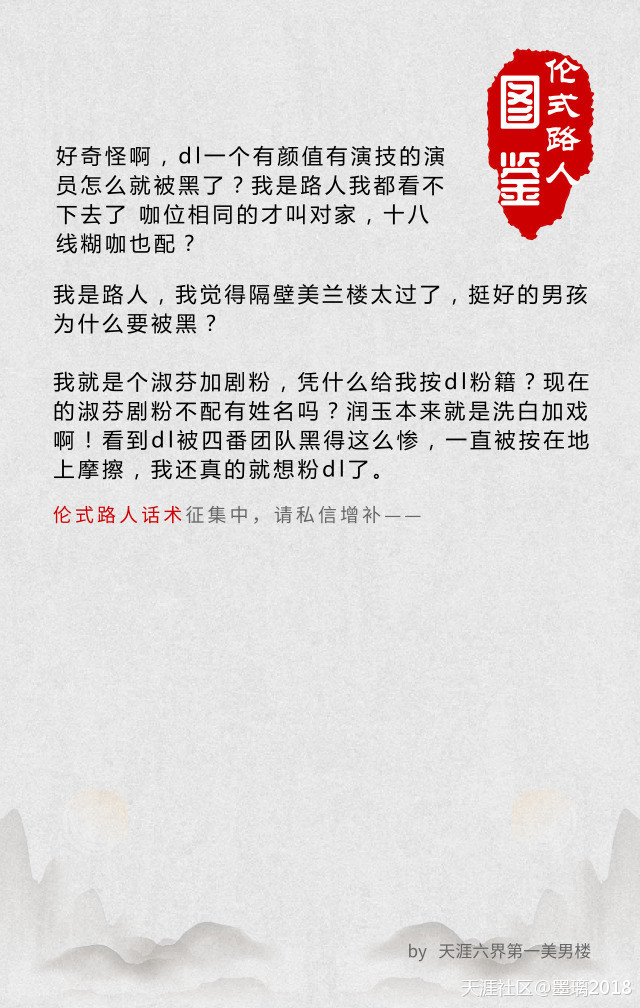 伦式路人
图鉴
好奇怪啊，dl一个有颜值有演技的演
员怎么就被黑了？我是路人我都看不
下去了 咖位相同的才叫对家，十八
线糊咖也配？
我是路人，我觉得隔壁美兰楼太过了，挺好的男孩
为什么要被黑？
我就是个淑芬加剧粉，凭什么给我按dl粉籍？现在
的淑芬剧粉不配有姓名吗？润玉本来就是洗白加戏
啊！看到dl被四番团队黑得这么惨，一直被按在地
上摩擦，我还真的就想粉dl了。
伦式路人话术征集中，请私信增补——
by 天涯六界第一美男楼
天涯社区@墨璃2018